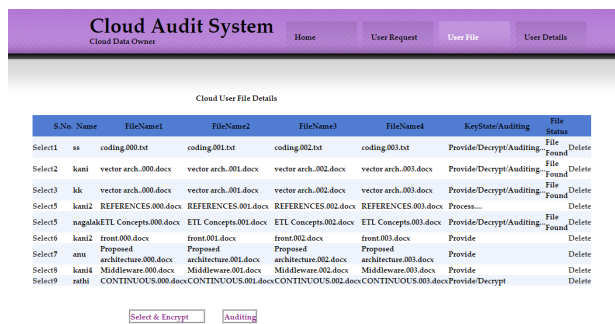 Cloud Audit System
Cloud Data Owner
Home User Request User File User Details
Cloud User File Details
S.No. Name FileName1 FileName2 FileName3 FileName4 KeyState/Auditing File Status
Select1 ss coding.000.txt coding.001.txt coding.002.txt coding.003.txt Provide/Decrypt/Auditing... File Found Delete
Select2 kani vector arch..000.docx vector arch..001.docx vector arch..002.docx vector arch..003.docx Provide/Decrypt/Auditing... File Found Delete
Select3 kk vector arch..000.docx vector arch..001.docx vector arch..002.docx vector arch..003.docx Provide/Decrypt/Auditing... File Found Delete
Select5 kani2 REFERENCES.000.docx REFERENCES.001.docx REFERENCES.002.docx REFERENCES.003.docx Process.... Delete
Select5 nagalak ETL Concepts.000.docx ETL Concepts.001.docx ETL Concepts.002.docx ETL Concepts.003.docx Provide/Decrypt/Auditing... File Found Delete
Select6 kani2 front.000.docx front.001.docx front.002.docx front.003.docx Provide Delete
Select7 anu Proposed architecture.000.docx Proposed architecture.001.docx Proposed architecture.002.docx Proposed architecture.003.docx Provide Delete
Select8 kani4 Middleware.000.docx Middleware.001.docx Middleware.002.docx Middleware.003.docx Provide Delete
Select9 rathi CONTINUOUS.000.docx CONTINUOUS.001.docx CONTINUOUS.002.docx CONTINUOUS.003.docx Provide/Decrypt Delete
Select & Encrypt Auditing